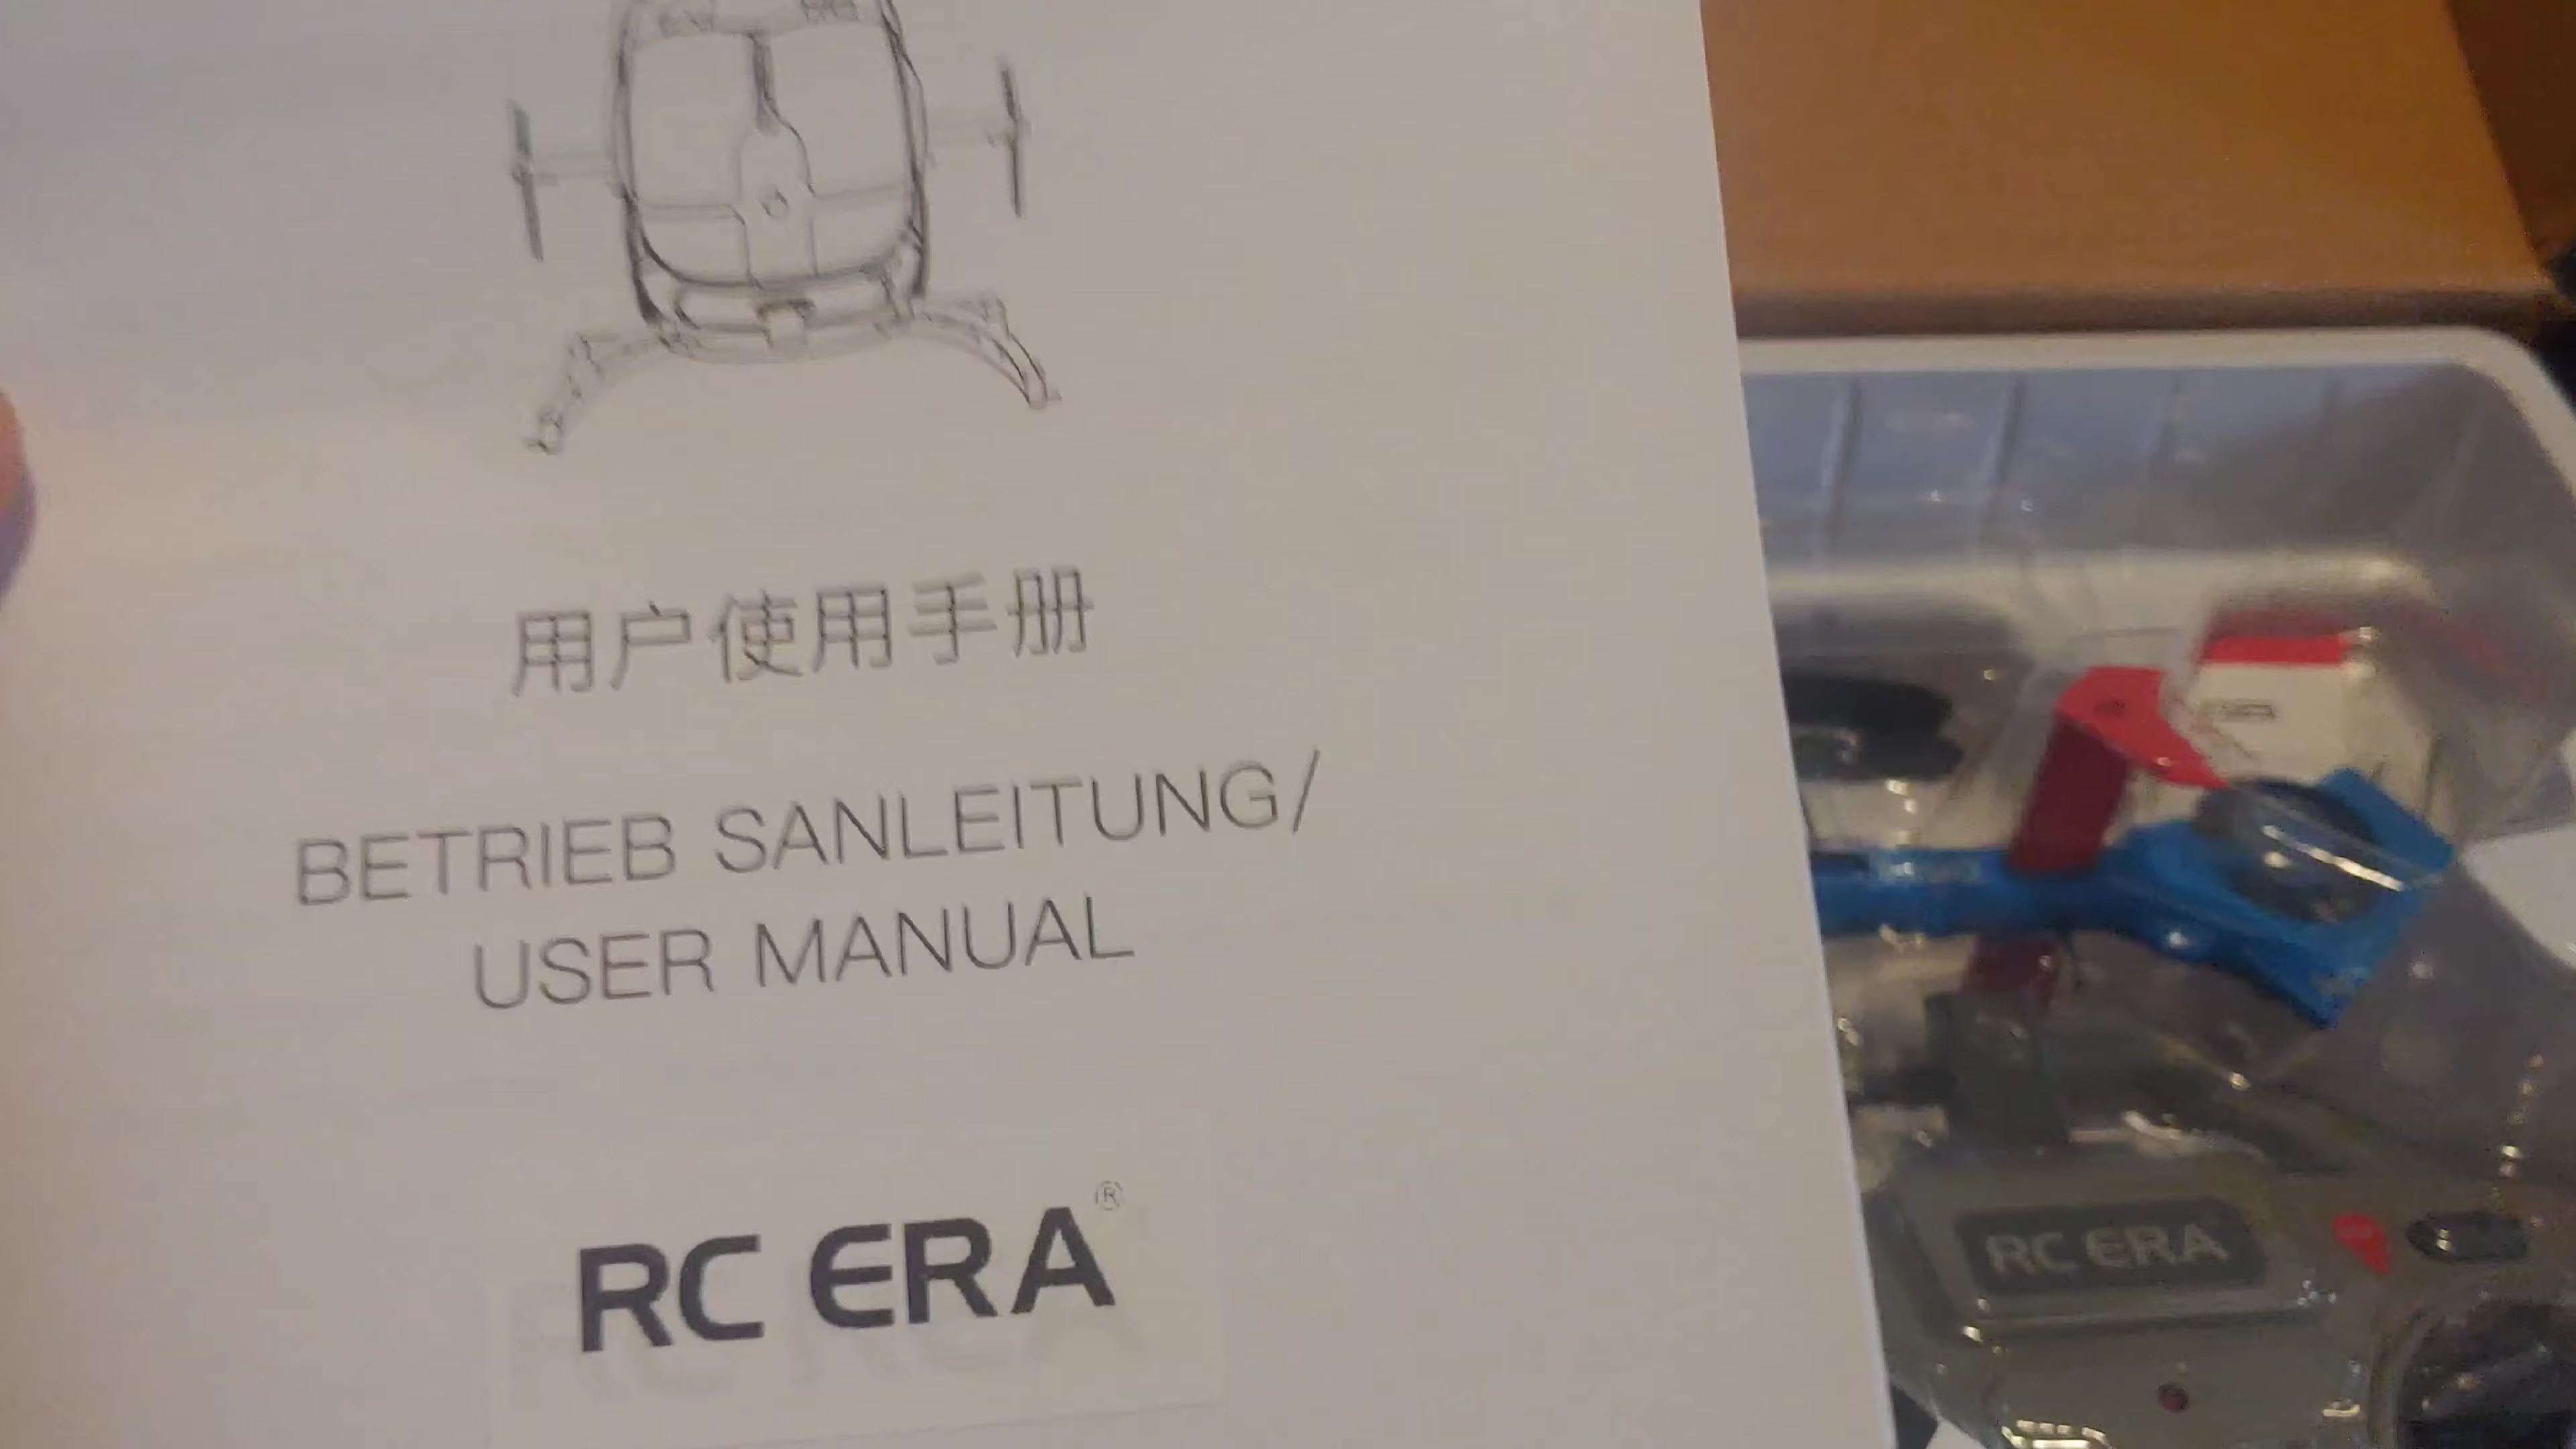 用户使用手册
BETRIEB SANLEITUNG/
USER MANUAL
RC ERA®
RC ERA